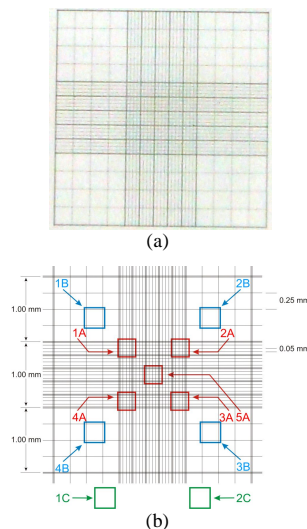 (a)
1B 2B
1.00 mm 0.25 mm
1A 2A
0.05 mm
1.00 mm
4A 3A 5A
1.00 mm
4B 3B
1C 2C
(b)